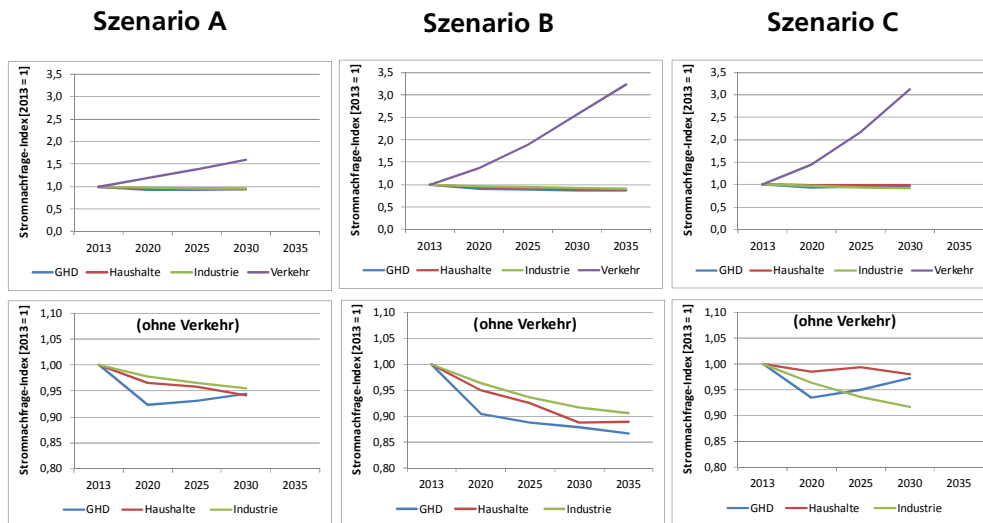 Szenario A
Szenario B
Szenario C
Stromnachfrage-Index [2013 = 1]
3,5
3,0
2,5
2,0
1,5
1,0
0,5
0,0
2013 2020 2025 2030 2035
GHD Haushalte Industrie Verkehr
Stromnachfrage-Index [2013 = 1]
3,5
3,0
2,5
2,0
1,5
1,0
0,5
0,0
2013 2020 2025 2030 2035
GHD Haushalte Industrie Verkehr
Stromnachfrage-Index [2013 = 1]
3,5
3,0
2,5
2,0
1,5
1,0
0,5
0,0
2013 2020 2025 2030 2035
GHD Haushalte Industrie Verkehr
Stromnachfrage-Index [2013 = 1]
(ohne Verkehr)
1,10
1,05
1,00
0,95
0,90
0,85
0,80
2013 2020 2025 2030 2035
GHD Haushalte Industrie
Stromnachfrage-Index [2013 = 1]
(ohne Verkehr)
1,10
1,05
1,00
0,95
0,90
0,85
0,80
2013 2020 2025 2030 2035
GHD Haushalte Industrie
Stromnachfrage-Index [2013 = 1]
(ohne Verkehr)
1,10
1,05
1,00
0,95
0,90
0,85
0,80
2013 2020 2025 2030 2035
GHD Haushalte Industrie